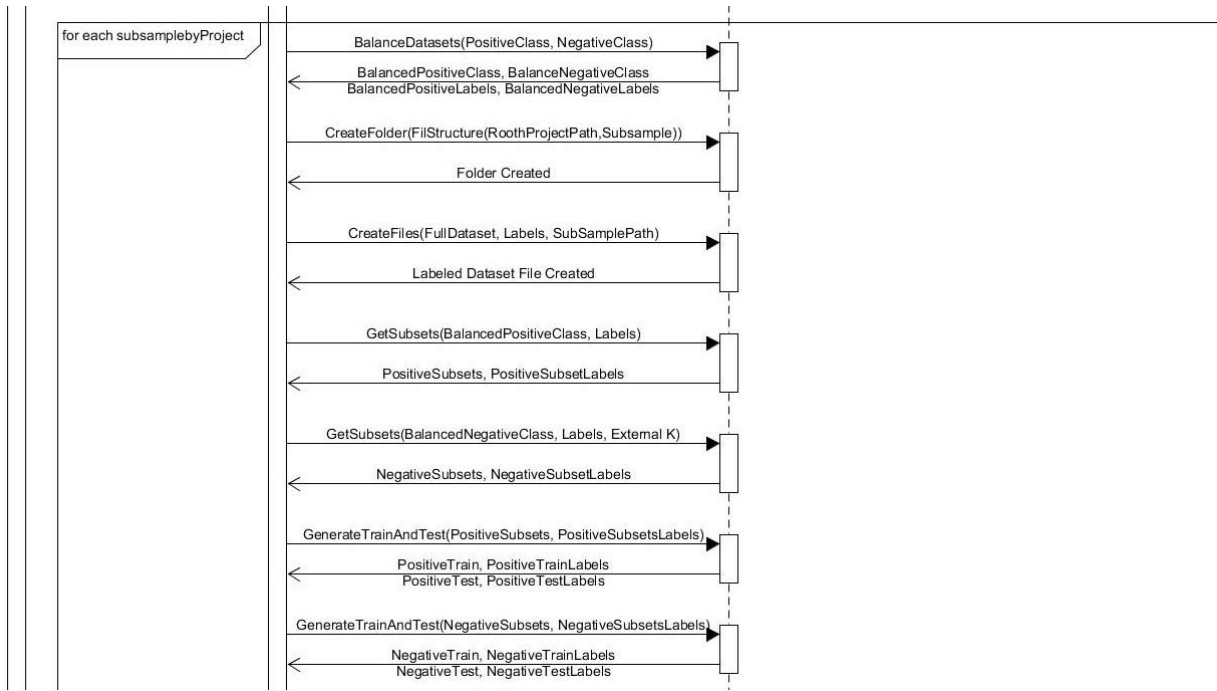 for each subsamplebyProject
BalanceDatasets(PositiveClass, NegativeClass)
BalancedPositiveClass, BalanceNegativeClass
BalancedPositiveLabels, BalancedNegativeLabels
CreateFolder(FilStructure(RoothProjectPath,Subsample))
Folder Created
CreateFiles(FullDataset, Labels, SubSamplePath)
Labeled Dataset File Created
GetSubsets(BalancedPositiveClass, Labels)
PositiveSubsets, PositiveSubsetLabels
GetSubsets(BalancedNegativeClass, Labels, External K)
NegativeSubsets, NegativeSubsetLabels
GenerateTrainAndTest(PositiveSubsets, PositiveSubsetsLabels)
PositiveTrain, PositiveTrainLabels
PositiveTest, PositiveTestLabels
GenerateTrainAndTest(NegativeSubsets, NegativeSubsetsLabels)
NegativeTrain, NegativeTrainLabels
NegativeTest, NegativeTestLabels